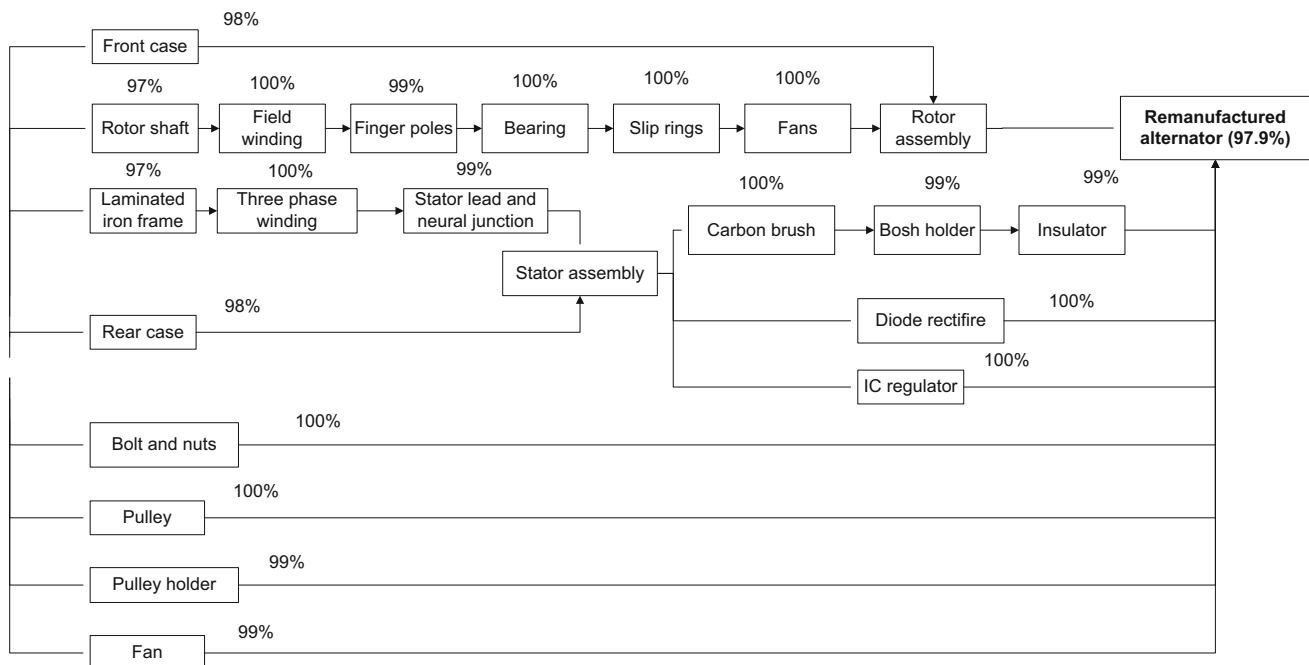 98%
Front case
97%
100%
99%
100%
100%
100%
Rotor shaft
Field
winding
Finger poles
Bearing
Slip rings
Fans
Rotor
assembly
Remanufactured
alternator (97.9%)
97%
100%
99%
Laminated
iron frame
Three phase
winding
Stator lead and
neural junction
100%
99%
99%
Carbon brush
Bosh holder
Insulator
Stator assembly
98%
Rear case
100%
Diode rectifire
100%
IC regulator
100%
Bolt and nuts
100%
Pulley
99%
Pulley holder
99%
Fan